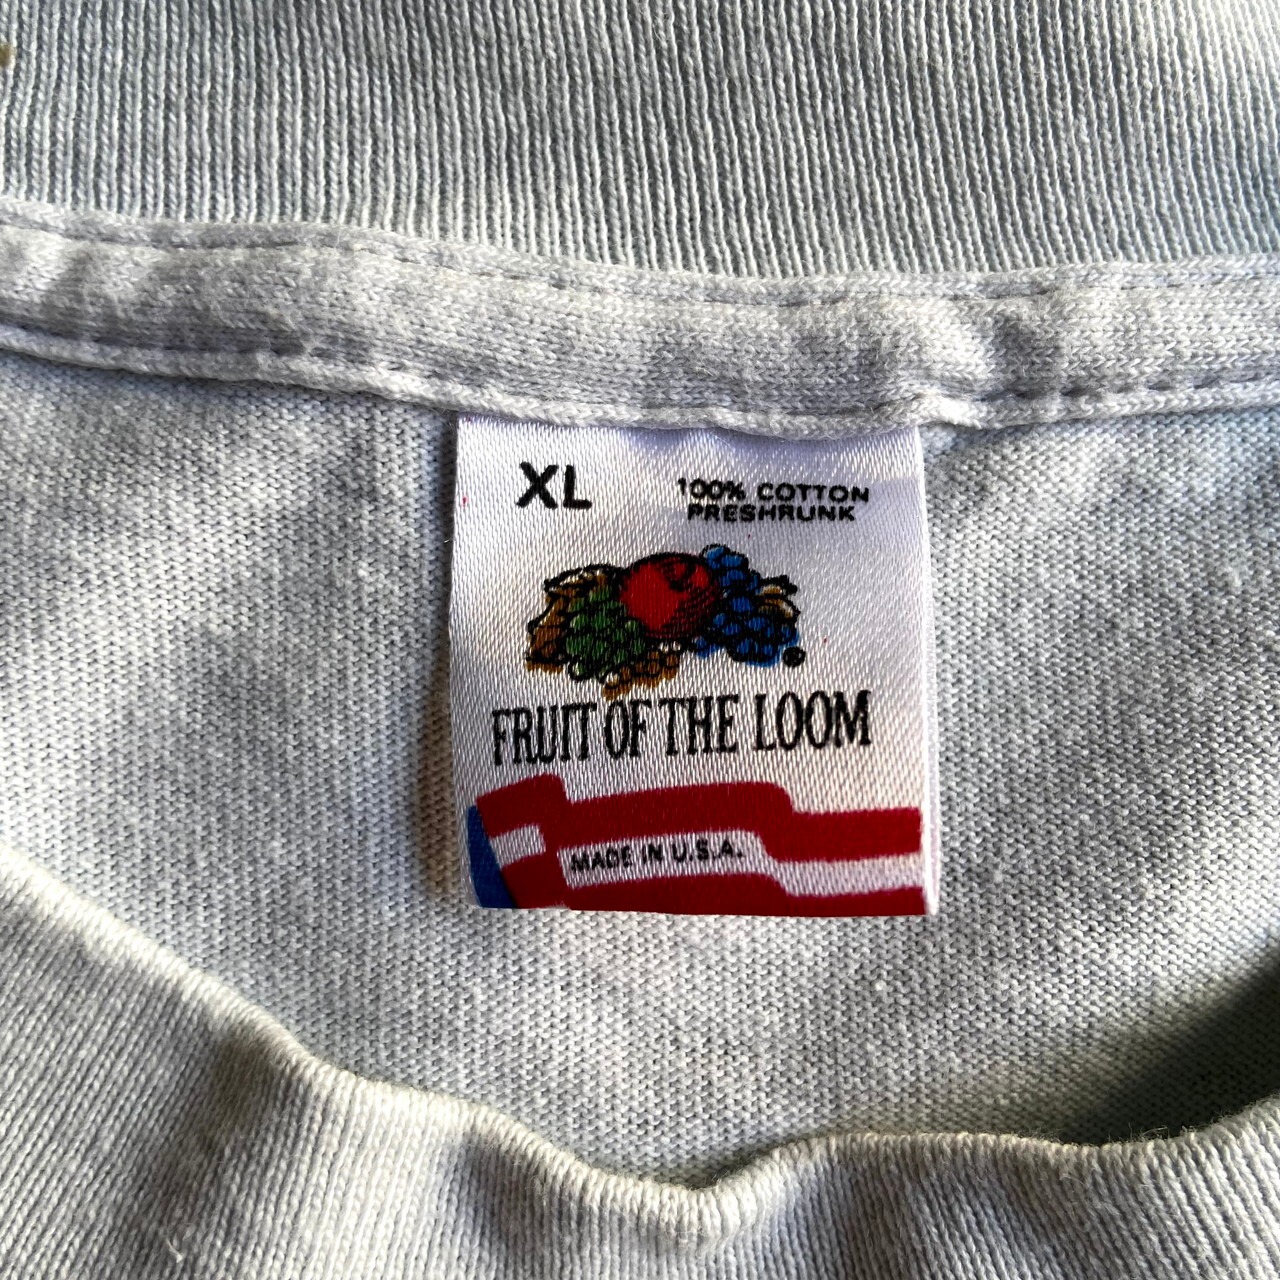 XL
100% COTTON
PRESHRUNK
®
FRUIT OF THE LOOM
MADE IN U.S.A.